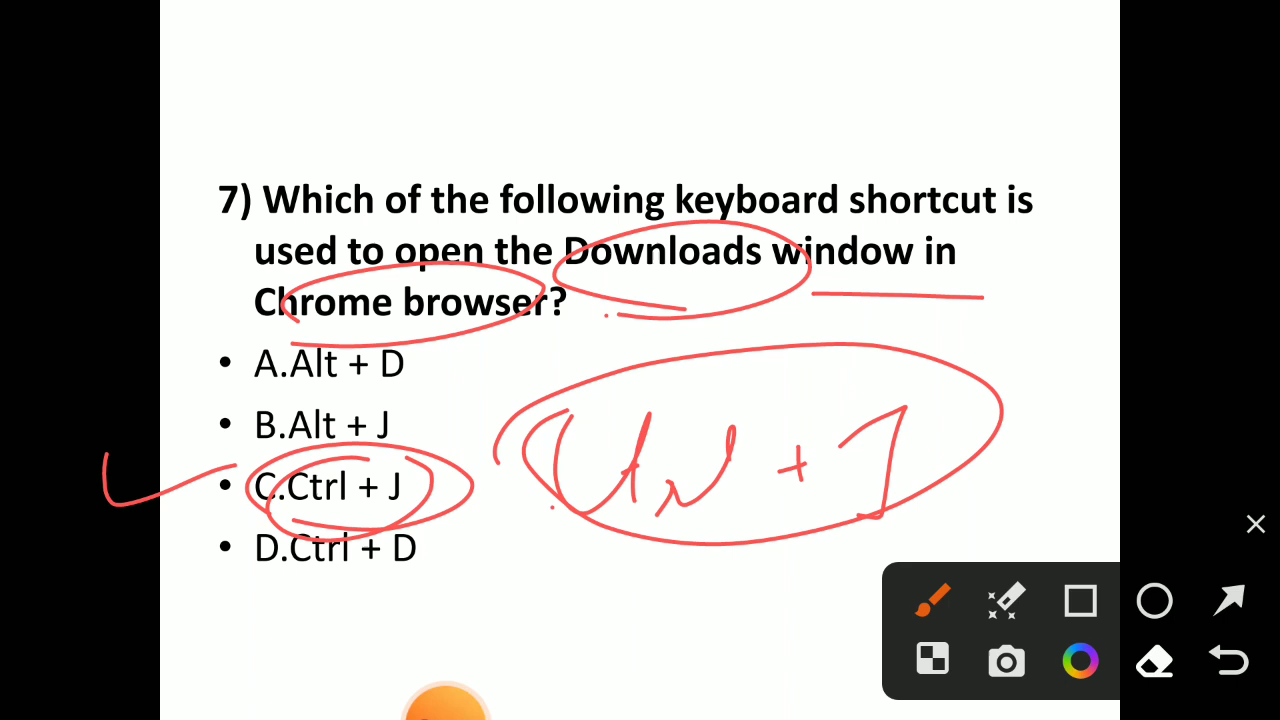 7) Which of the following keyboard shortcut is
used to open the Downloads window in
Chrome browser?
• A.Alt + D
• B.Alt + J
• C.Ctrl + J
• D.Ctrl + D
Ctrl + J